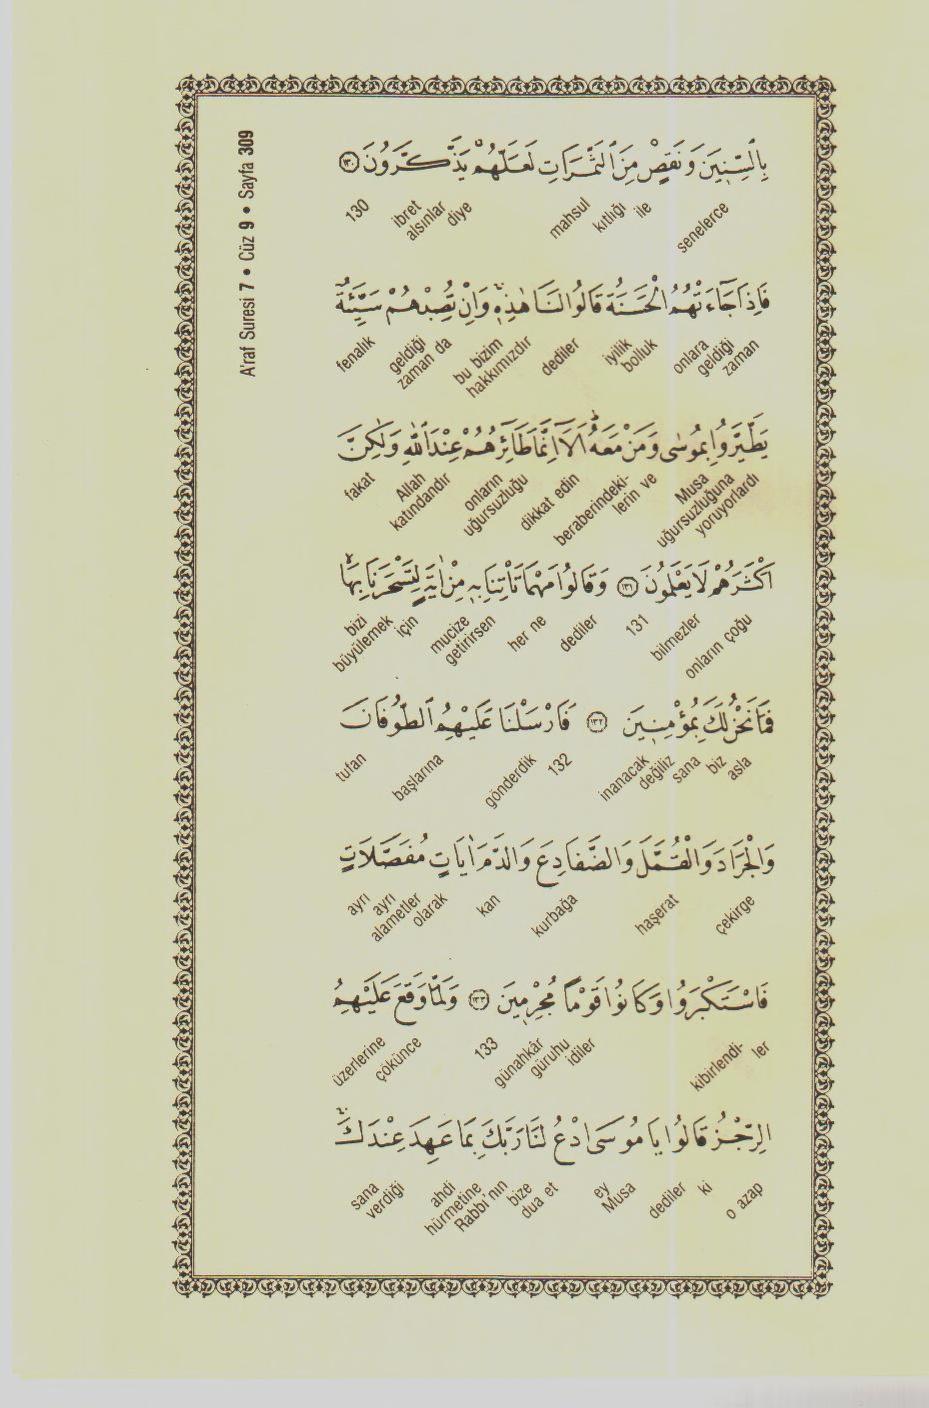 A'raf Suresi 7 • Cüz 9 • Sayfa 309
بِالسِّنِينَ وَنَقْصٍ مِنَ الثَّمَرَاتِ لَعَلَّهُمْ يَذَّكَّرُونَ ﴿١٣٠﴾
senelerce ile kıtlığı mahsul diye ibret alsınlar 130
فَاِذَا جَاءَتْهُمُ الْحَسَنَةُ قَالُوا لَنَا هٰذِهٖ وَاِنْ تُصِبْهُمْ سَيِّئَةٌ
onlara geldiği zaman iyilik bolluk dediler bu bizim hakkımızdır geldiği zaman da fenalık
يَطَّيَّرُوا بِمُوسٰى وَمَنْ مَعَهُ اَلَا اِنَّمَا طَائِرُهُمْ عِنْدَ اللّٰهِ وَلٰكِنَّ
Musa uğursuzluğuna yoruyorlardı beraberindeki-lerin ve dikkat edin onların uğursuzluğu Allah katındandır fakat
اَكْثَرَهُمْ لَا يَعْلَمُونَ ﴿١٣١﴾ وَقَالُوا مَهْمَا تَأْتِنَا بِهٖ مِنْ اٰيَةٍ لِتَسْحَرَنَا بِهَا
onların çoğu bilmezler 131 dediler her ne mucize getirirsen için bizi büyülemek
فَمَا نَحْنُ لَكَ بِمُؤْمِنِينَ ﴿١٣٢﴾ فَاَرْسَلْنَا عَلَيْهِمُ الطُّوفَانَ
asla biz sana inanacak değiliz 132 gönderdik başlarına tufan
وَالْجَرَادَ وَالْقُمَّلَ وَالضَّفَادِعَ وَالدَّمَ اٰيَاتٍ مُفَصَّلَاتٍ
çekirge haşerat kurbağa kan ayrı ayrı alametler olarak
فَاسْتَكْبَرُوا وَكَانُوا قَوْمًا مُجْرِمِينَ ﴿١٣٣﴾ وَلَمَّا وَقَعَ عَلَيْهِمُ
kibirlendi-ler günahkâr güruhu idiler 133 çökünce üzerlerine
الرِّجْزُ قَالُوا يَا مُوسَى ادْعُ لَنَا رَبَّكَ بِمَا عَهِدَ عِنْدَكَ
o azap ki dediler ey Musa bize dua et ahdi hürmetine Rabbi'nın sana verdiği